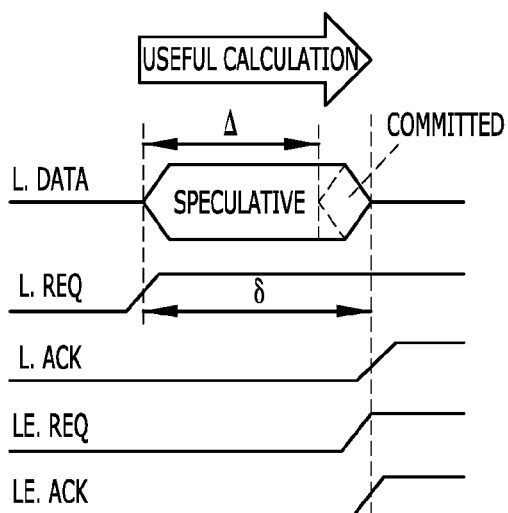 USEFUL CALCULATION
Δ
COMMITTED
L. DATA
SPECULATIVE
L. REQ
δ
L. ACK
LE. REQ
LE. ACK